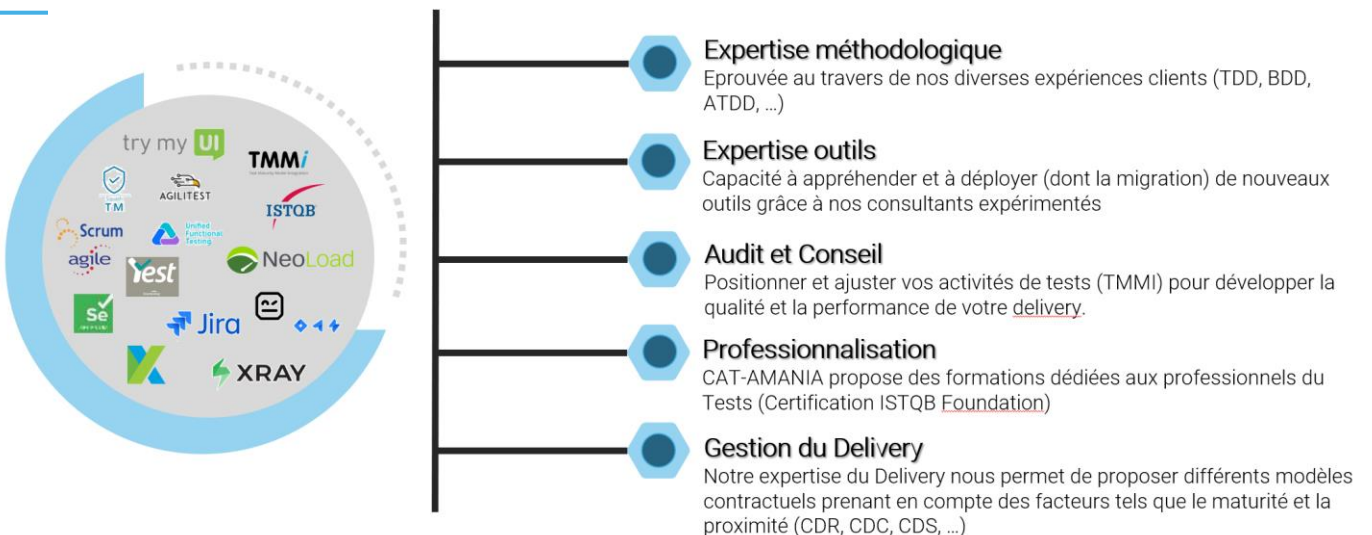 try my UI
TMMi
TM
AGILITEST
ISTQB
Scrum
agile
Unified
Functional
Testing
Yest
NeoLoad
Se
Jira
XRAY
Expertise méthodologique
Eprouvée au travers de nos diverses expériences clients (TDD, BDD,
ATDD, ...)
Expertise outils
Capacité à appréhender et à déployer (dont la migration) de nouveaux
outils grâce à nos consultants expérimentés
Audit et Conseil
Positionner et ajuster vos activités de tests (TMMI) pour développer la
qualité et la performance de votre delivery.
Professionnalisation
CAT-AMANIA propose des formations dédiées aux professionnels du
Tests (Certification ISTQB Foundation)
Gestion du Delivery
Notre expertise du Delivery nous permet de proposer différents modèles
contractuels prenant en compte des facteurs tels que le maturité et la
proximité (CDR, CDC, CDS, ...)